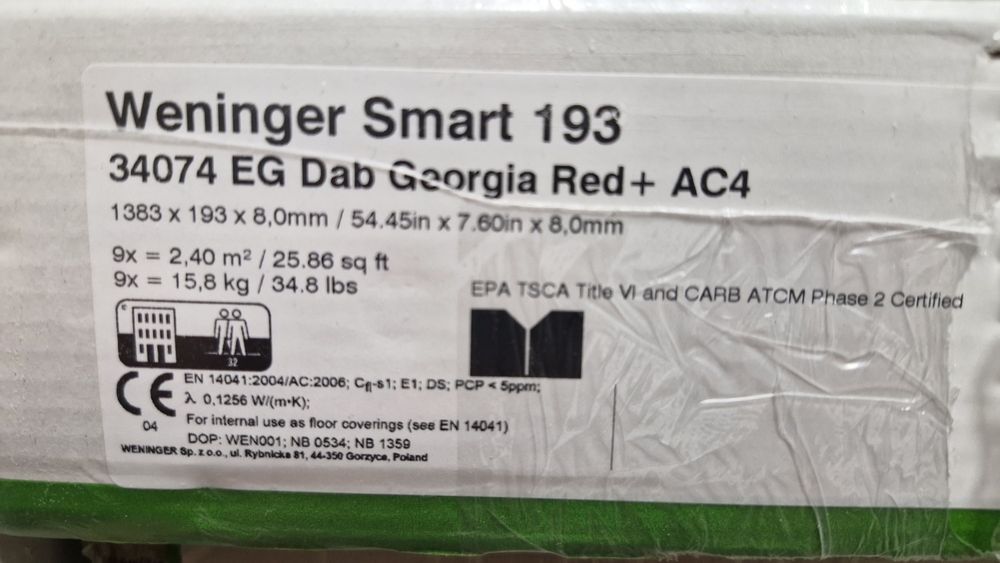 Weninger Smart 193
34074 EG Dab Georgia Red+ AC4
1383 x 193 x 8,0mm / 54.45in x 7.60in x 8,0mm
9x = 2,40 m² / 25.86 sq ft
9x = 15,8 kg / 34.8 lbs
EPA TSCA Title VI and CARB ATCM Phase 2 Certified
32
CE
04
EN 14041:2004/AC:2006; Cfl-s1; E1; DS; PCP < 5ppm;
λ 0,1256 W/(m•K);
For internal use as floor coverings (see EN 14041)
DOP: WEN001; NB 0534; NB 1359
WENINGER Sp. z o.o., ul. Rybnicka 81, 44-350 Gorzyce, Poland